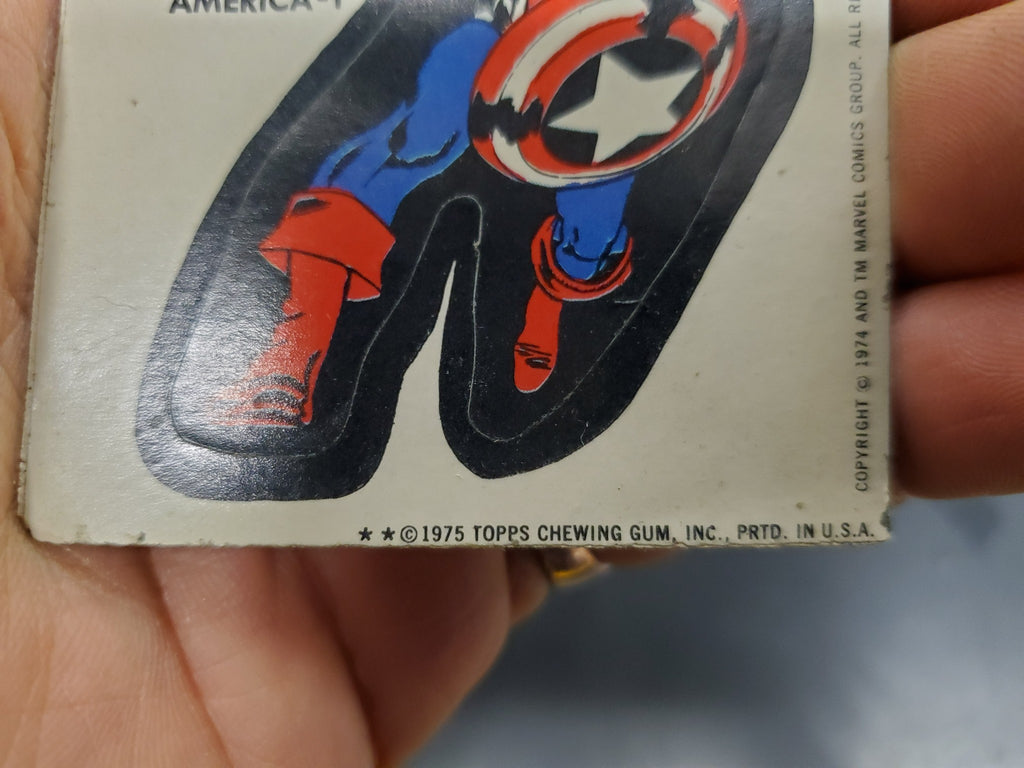 AMERICA-1
COPYRIGHT © 1974 AND TM MARVEL COMICS GROUP. ALL
★ ★ ©1975 TOPPS CHEWING GUM, INC., PRTD. IN U.S.A.